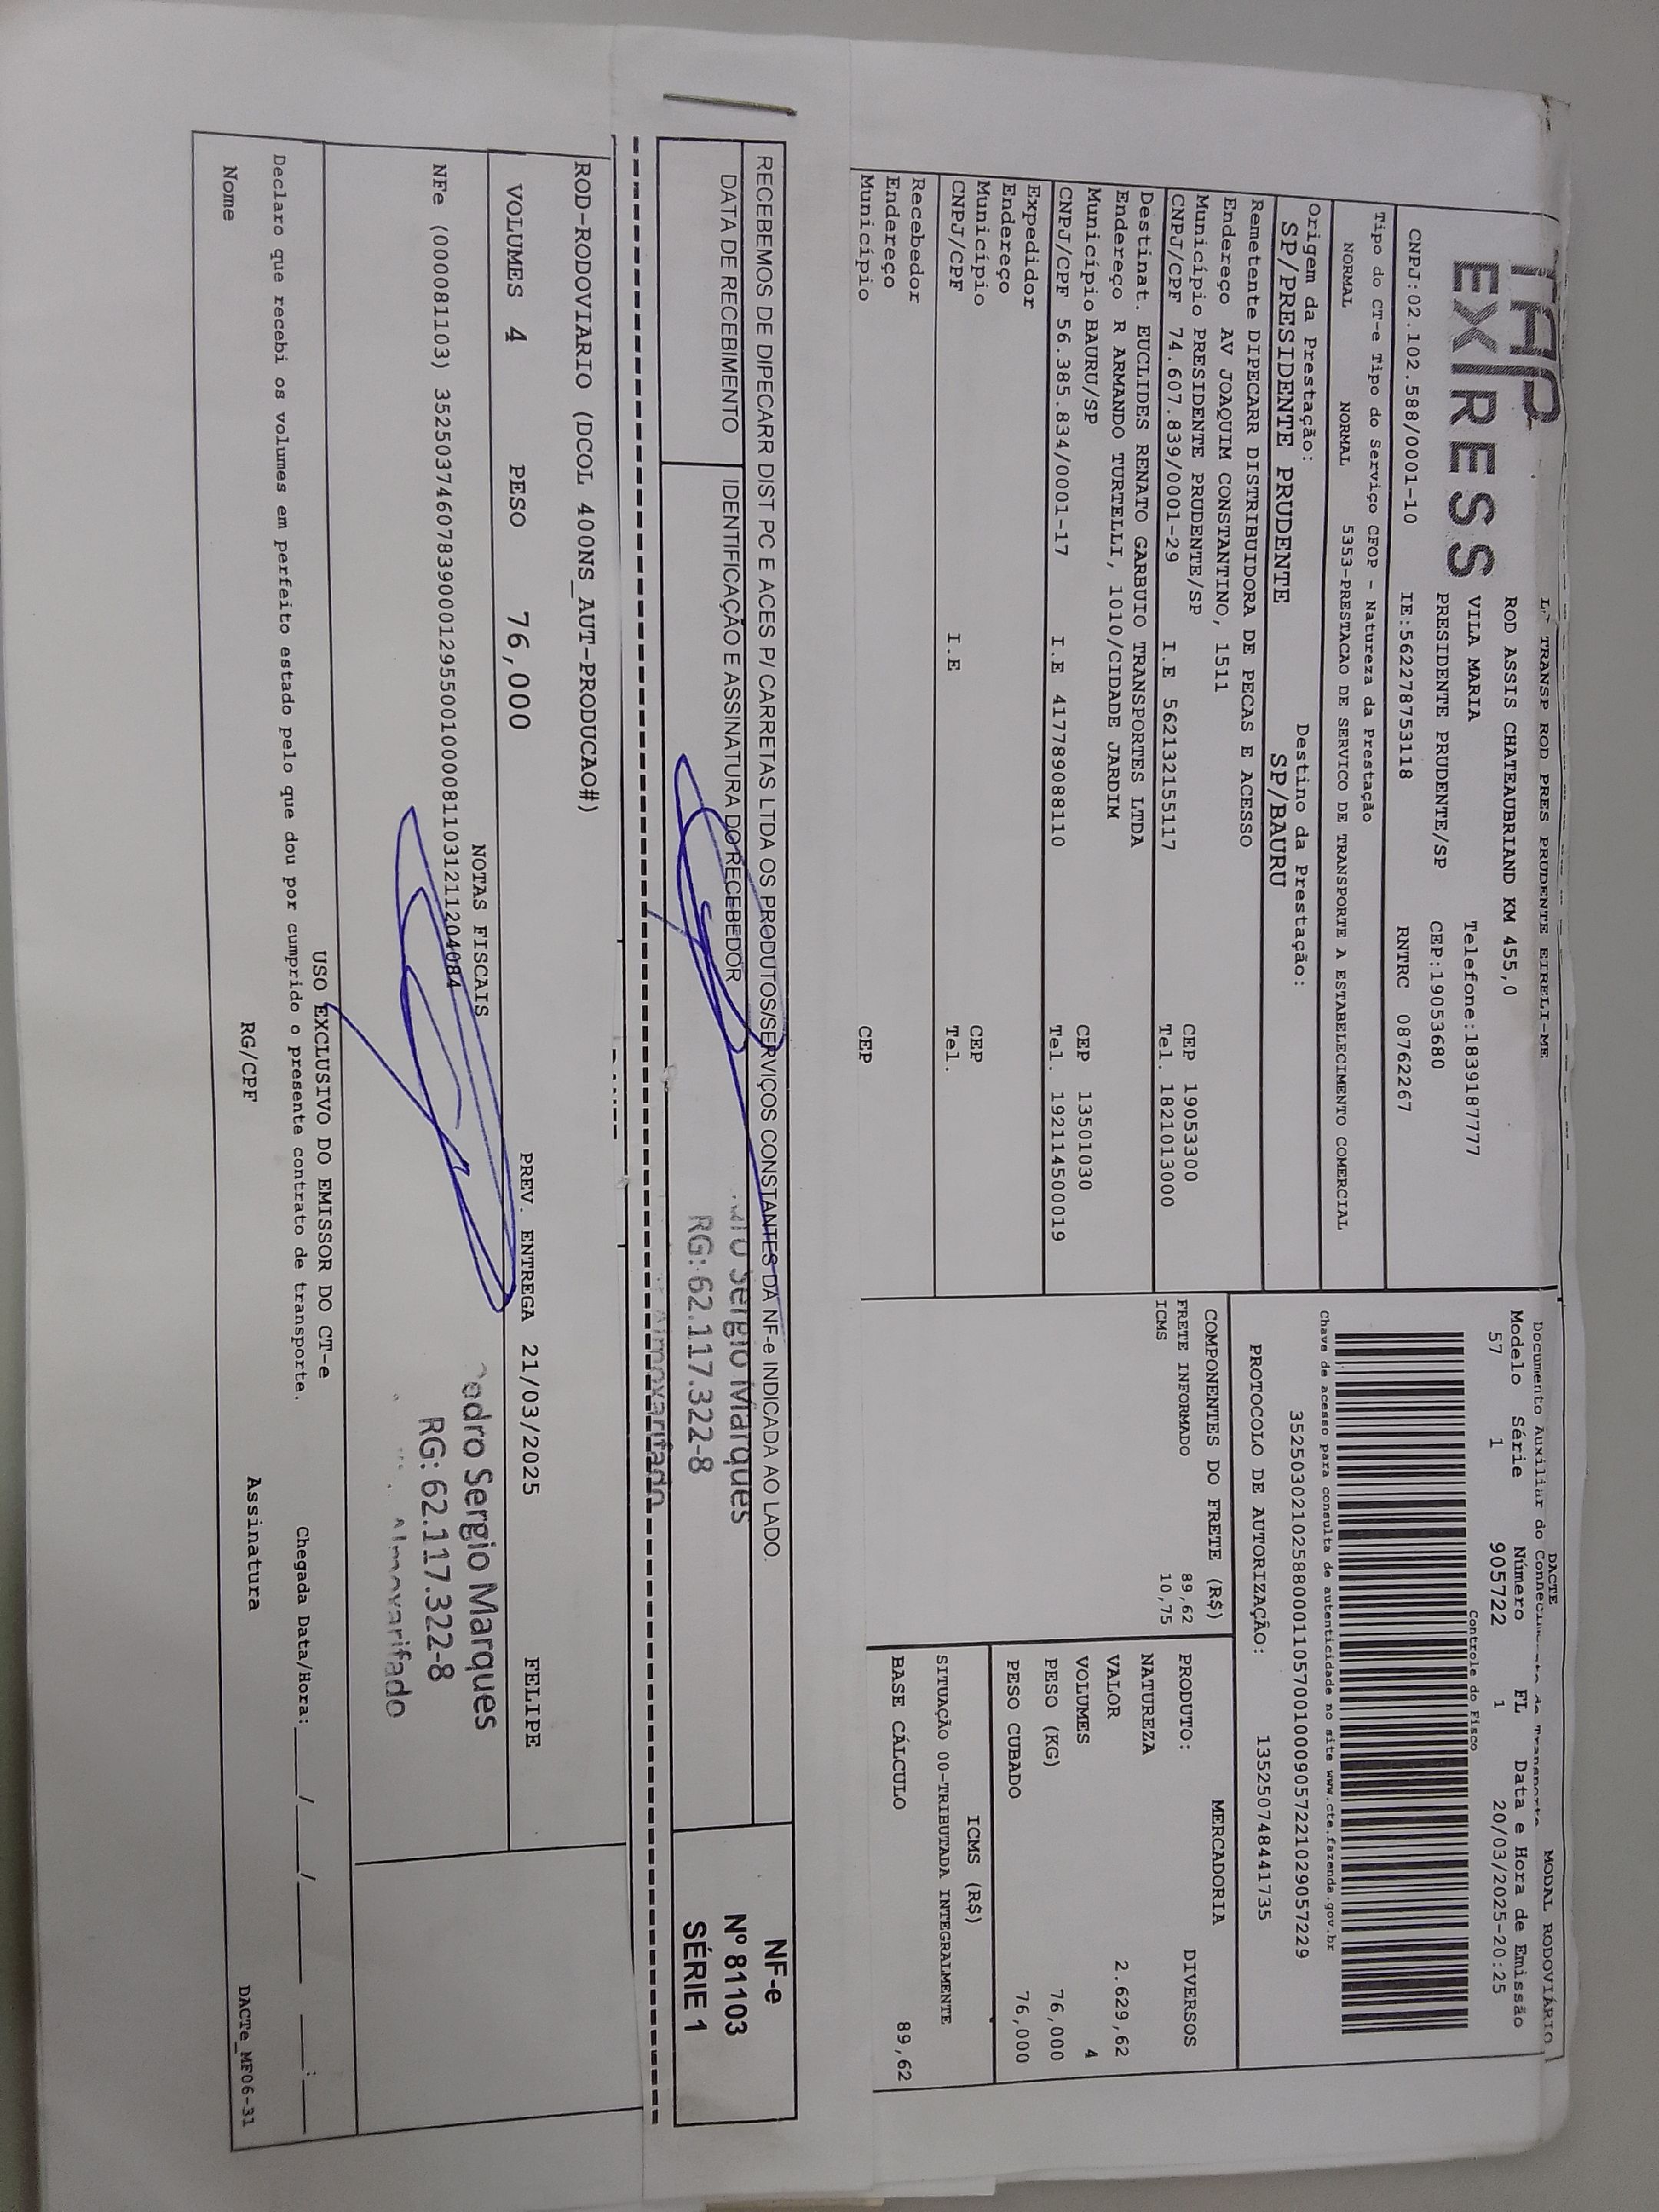 TAP
EXPRESS
TRANSP ROD PRES PRUDENTE EIRELI-ME
ROD ASSIS CHATEAUBRIAND KM 455,0
VILA MARIA Telefone:1839187777
PRESIDENTE PRUDENTE/SP CEP:19053680
CNPJ:02.102.588/0001-10 IE:562278753118 RNTRC 08762267
DACTE MODAL RODOVIÁRIO
Documento Auxiliar do Conhecimento de Transporte
Modelo Série Número FL Data e Hora de Emissão
57 1 905722 1 20/03/2025-20:25
Controle do Fisco
Tipo do CT-e Tipo do Serviço CFOP - Natureza da Prestação
NORMAL NORMAL 5353-PRESTACAO DE SERVICO DE TRANSPORTE A ESTABELECIMENTO COMERCIAL
Chave de acesso para consulta de autenticidade no site www.cte.fazenda.gov.br
35250302102588000110570010009057221029057229
Origem da Prestação: Destino da Prestação:
SP/PRESIDENTE PRUDENTE SP/BAURU
PROTOCOLO DE AUTORIZAÇÃO: 135250748441735
Remetente DIPECARR DISTRIBUIDORA DE PECAS E ACESSO
Endereço AV JOAQUIM CONSTANTINO, 1511
Município PRESIDENTE PRUDENTE/SP CEP 19053300
CNPJ/CPF 74.607.839/0001-29 I.E 562132155117 Tel. 1821013000
Destinat. EUCLIDES RENATO GARBUIO TRANSPORTES LTDA
Endereço R ARMANDO TURTELLI, 1010/CIDADE JARDIM
Município BAURU/SP CEP 13501030
CNPJ/CPF 56.385.834/0001-17 I.E 417789088110 Tel. 192114500019
Expedidor
Endereço
Município CEP
CNPJ/CPF I.E Tel.
Recebedor
Endereço
Município CEP
COMPONENTES DO FRETE (R$)
FRETE INFORMADO 89,62
ICMS 10,75
MERCADORIA
PRODUTO: DIVERSOS
NATUREZA
VALOR 2.629,62
VOLUMES 4
PESO (KG) 76,000
PESO CUBADO 76,000
ICMS (R$)
SITUAÇÃO 00-TRIBUTADA INTEGRALMENTE
BASE CÁLCULO 89,62
RECEBEMOS DE DIPECARR DIST PC E ACES P/ CARRETAS LTDA OS PRODUTOS/SERVIÇOS CONSTANTES DA NF-e INDICADA AO LADO.
DATA DE RECEBIMENTO IDENTIFICAÇÃO E ASSINATURA DO RECEBEDOR
NF-e
Nº 81103
SÉRIE 1
Sergio Marques
RG: 62.117.322-8
Almoxarifado
ROD-RODOVIARIO (DCOL 400NS_AUT-PRODUCAO#)
VOLUMES 4 PESO 76,000 PREV. ENTREGA 21/03/2025 FELIPE
NOTAS FISCAIS
NFe (000081103) 35250374607839000129550010000811031211204084
Pedro Sergio Marques
RG: 62.117.322-8
Almoxarifado
USO EXCLUSIVO DO EMISSOR DO CT-e
Declaro que recebi os volumes em perfeito estado pelo que dou por cumprido o presente contrato de transporte. Chegada Data/Hora:____/____/____ ___:___
Nome RG/CPF Assinatura DACTe_MF06-31